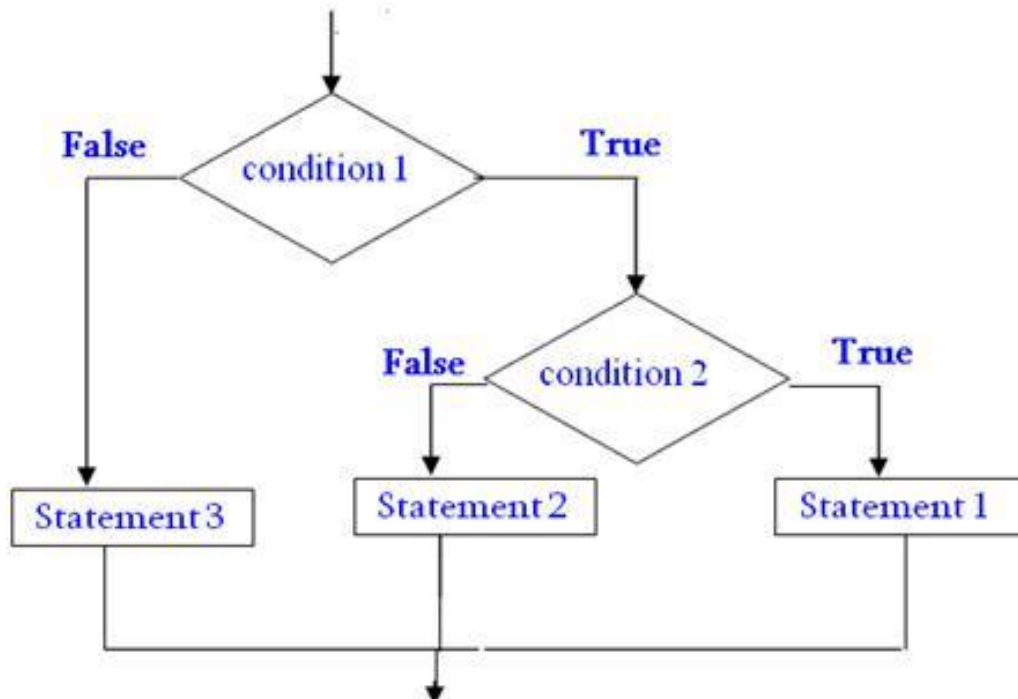 False
True
condition 1
False
True
condition 2
Statement 3
Statement 2
Statement 1